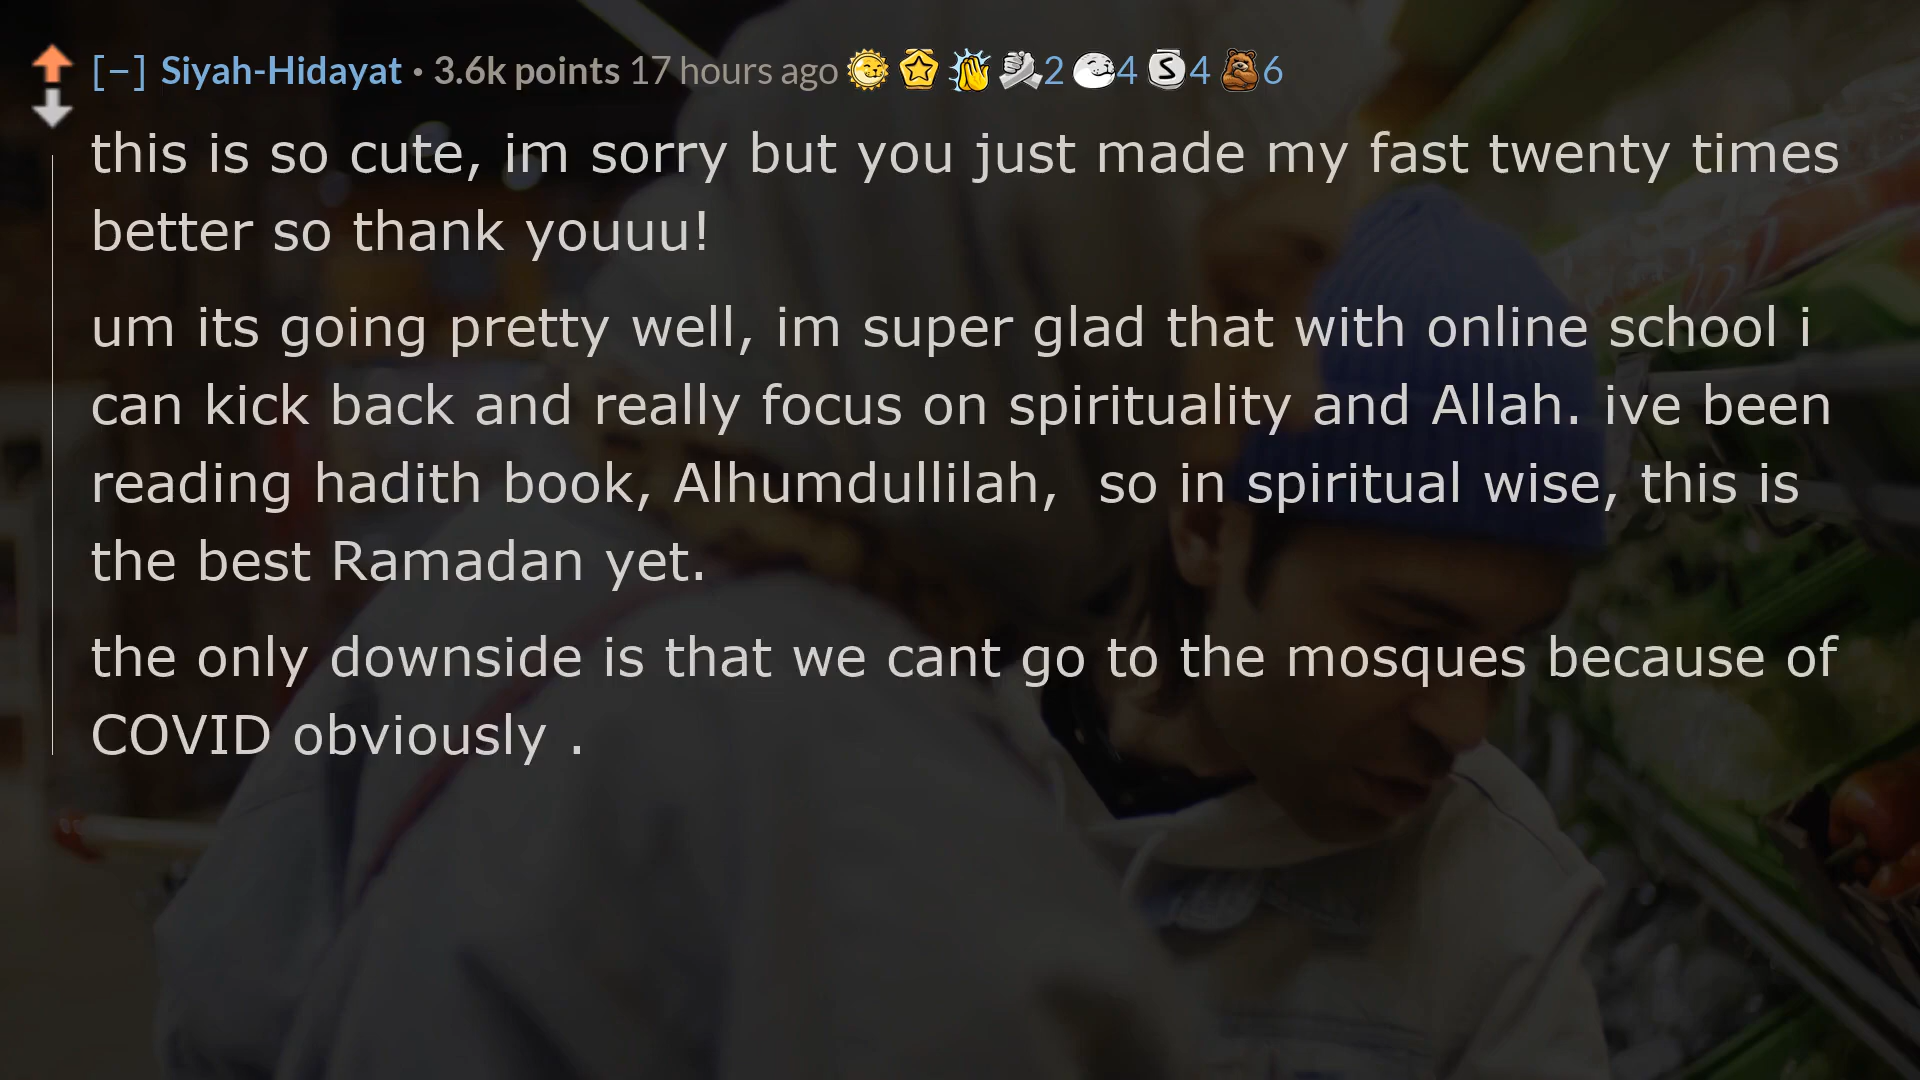 [–] Siyah-Hidayat • 3.6k points 17 hours ago 2 4 S 4 6
this is so cute, im sorry but you just made my fast twenty times
better so thank youuu!
um its going pretty well, im super glad that with online school i
can kick back and really focus on spirituality and Allah. ive been
reading hadith book, Alhumdullilah,  so in spiritual wise, this is
the best Ramadan yet.
the only downside is that we cant go to the mosques because of
COVID obviously .